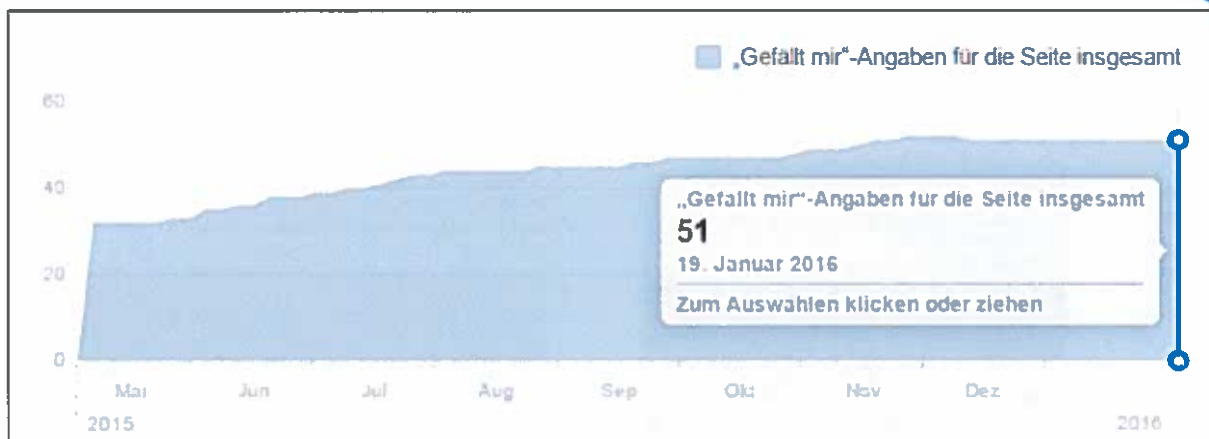 „Gefällt mir“-Angaben für die Seite insgesamt
60
40
20
0
„Gefällt mir“-Angaben für die Seite insgesamt
51
19. Januar 2016
Zum Auswählen klicken oder ziehen
Mai Jun Jul Aug Sep Okt Nov Dez
2015 2016